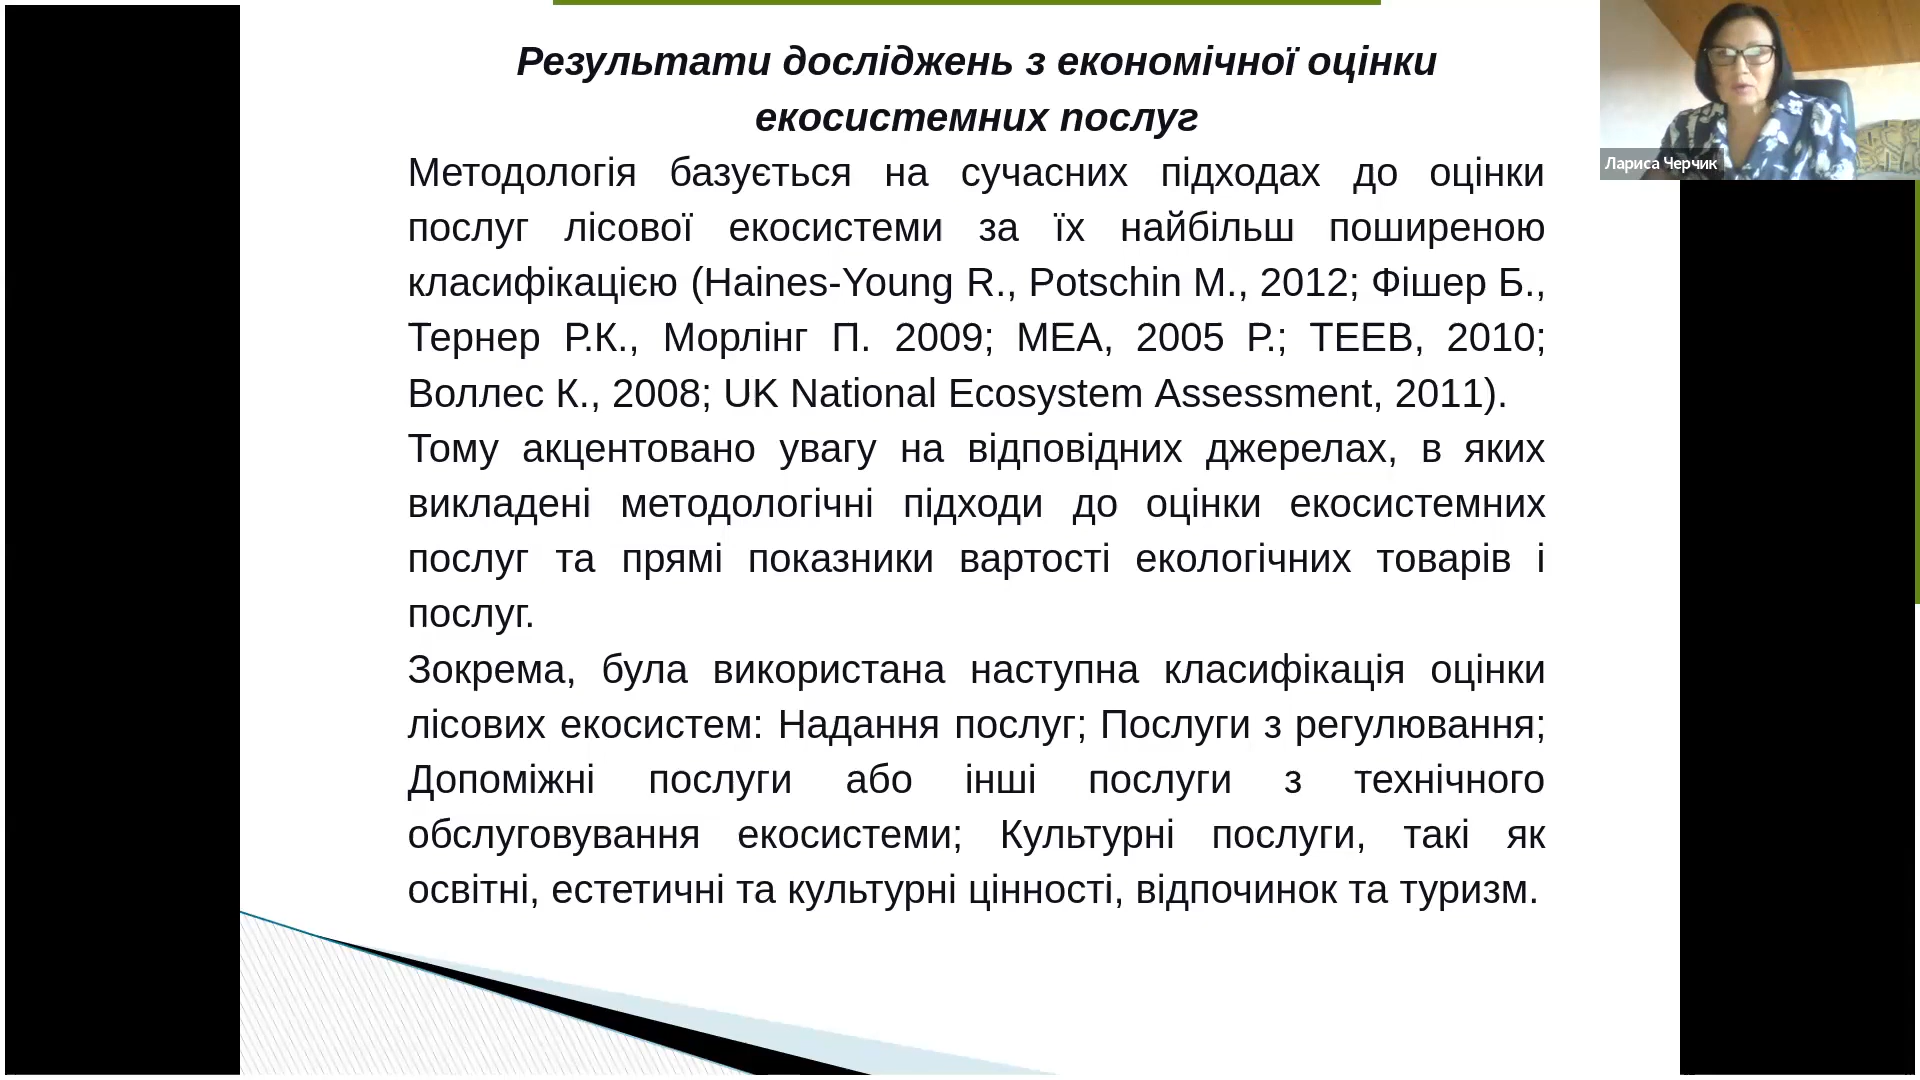 Результати досліджень з економічної оцінки
екосистемних послуг
Методологія базується на сучасних підходах до оцінки
послуг лісової екосистеми за їх найбільш поширеною
класифікацією (Haines-Young R., Potschin M., 2012; Фішер Б.,
Тернер Р.К., Морлінг П. 2009; MEA, 2005 Р.; TEEB, 2010;
Воллес К., 2008; UK National Ecosystem Assessment, 2011).
Тому акцентовано увагу на відповідних джерелах, в яких
викладені методологічні підходи до оцінки екосистемних
послуг та прямі показники вартості екологічних товарів і
послуг.
Зокрема, була використана наступна класифікація оцінки
лісових екосистем: Надання послуг; Послуги з регулювання;
Допоміжні послуги або інші послуги з технічного
обслуговування екосистеми; Культурні послуги, такі як
освітні, естетичні та культурні цінності, відпочинок та туризм.
Лариса Черчик